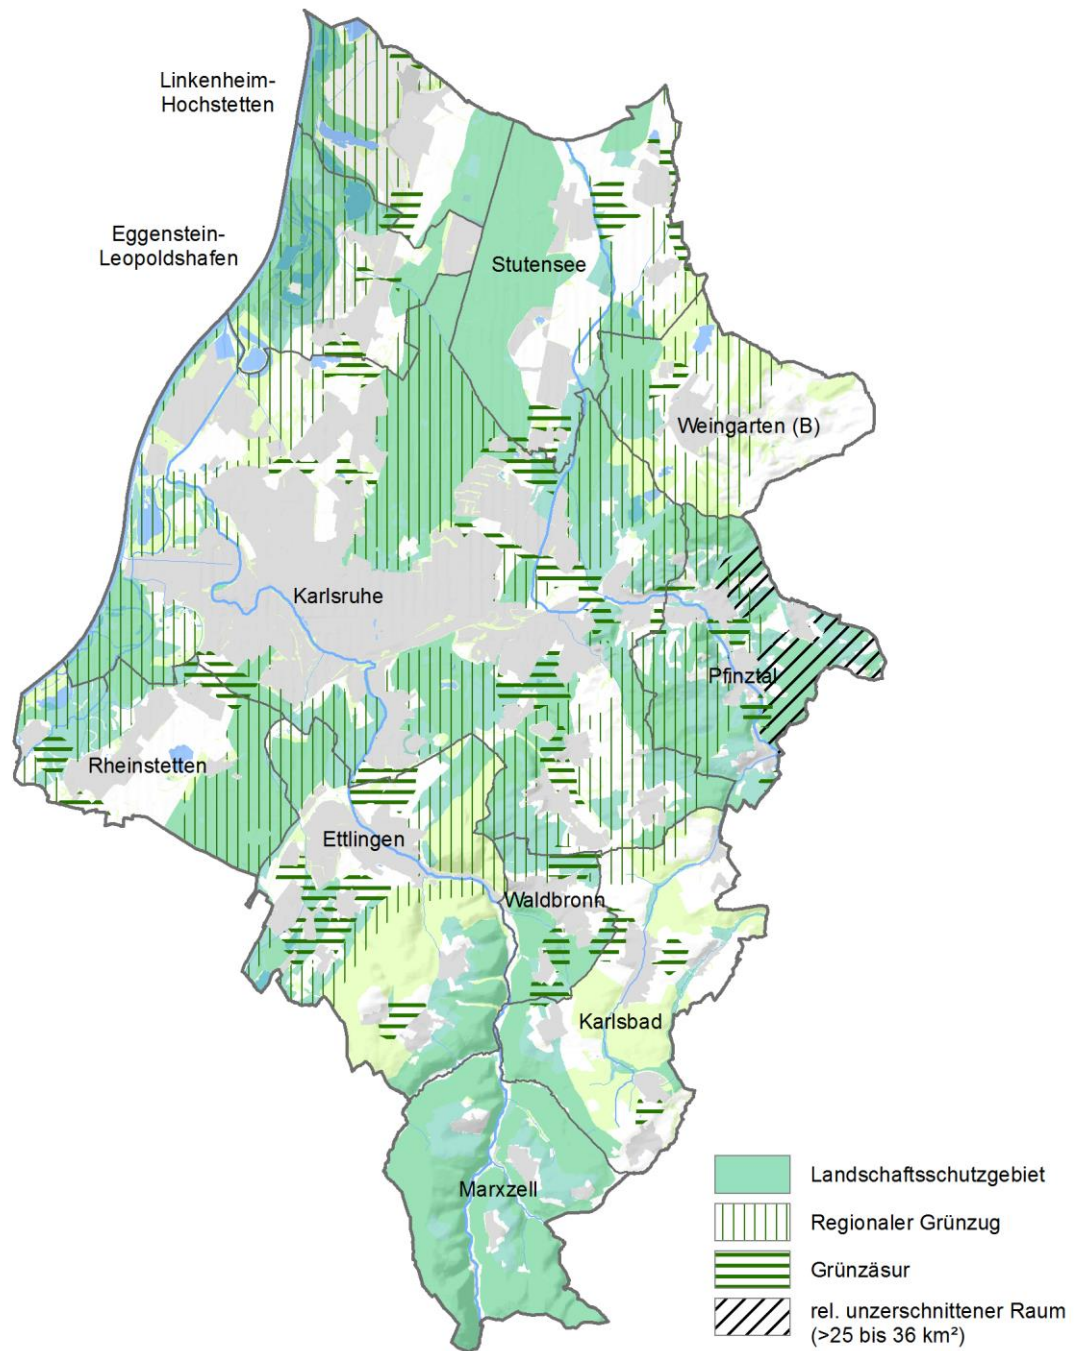 Linkenheim-
Hochstetten
Eggenstein-
Leopoldshafen
Stutensee
Weingarten (B)
Karlsruhe
Pfinztal
Rheinstetten
Ettlingen
Waldbronn
Karlsbad
Marxzell
Landschaftsschutzgebiet
Regionaler Grünzug
Grünzäsur
rel. unzerschnittener Raum
(>25 bis 36 km²)